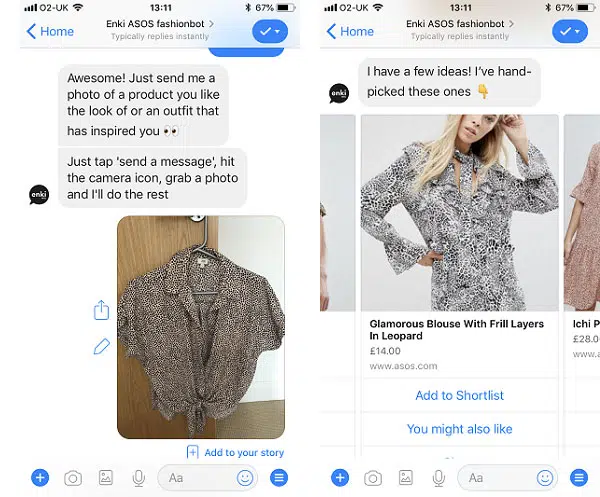 O2-UK 13:11 67%
Home
Enki ASOS fashionbot >
Typically replies instantly
Awesome! Just send me a
photo of a product you like
the look of or an outfit that
has inspired you 👀
Just tap 'send a message', hit
the camera icon, grab a photo
and I'll do the rest
enki
Add to your story
Aa
O2-UK 13:11 67%
Home
Enki ASOS fashionbot >
Typically replies instantly
I have a few ideas! I've hand-
picked these ones 👇
enki
Glamorous Blouse With Frill Layers
In Leopard
£14.00
www.asos.com
Add to Shortlist
You might also like
Ichi P
£28.0
www.a
Aa